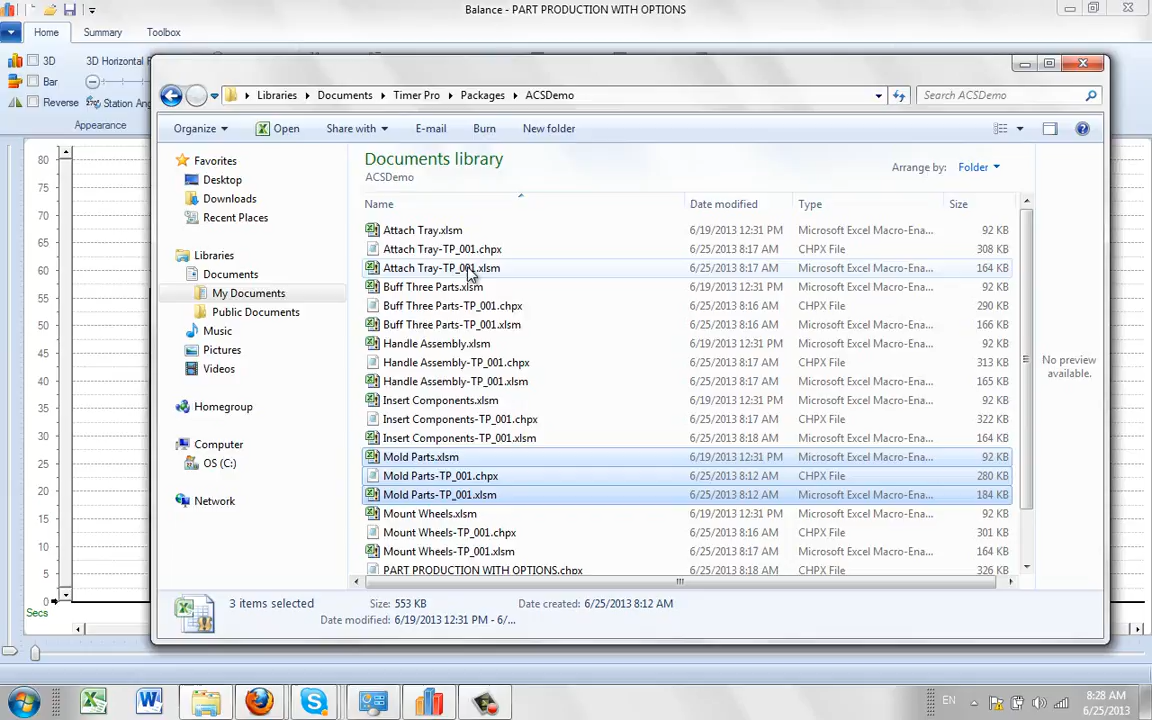 Balance - PART PRODUCTION WITH OPTIONS
Home Summary Toolbox
3D 3D Horizontal
Bar
Reverse Station Ang
Appearance
Libraries Documents Timer Pro Packages ACSDemo Search ACSDemo
Organize Open Share with E-mail Burn New folder
Documents library
ACSDemo
Arrange by: Folder
Name Date modified Type Size
Attach Tray.xlsm 6/19/2013 12:31 PM Microsoft Excel Macro-Ena... 92 KB
Attach Tray-TP_001.chpx 6/25/2013 8:17 AM CHPX File 308 KB
Attach Tray-TP_001.xlsm 6/25/2013 8:17 AM Microsoft Excel Macro-Ena... 164 KB
Buff Three Parts.xlsm 6/19/2013 12:31 PM Microsoft Excel Macro-Ena... 92 KB
Buff Three Parts-TP_001.chpx 6/25/2013 8:16 AM CHPX File 290 KB
Buff Three Parts-TP_001.xlsm 6/25/2013 8:16 AM Microsoft Excel Macro-Ena... 166 KB
Handle Assembly.xlsm 6/19/2013 12:31 PM Microsoft Excel Macro-Ena... 92 KB
Handle Assembly-TP_001.chpx 6/25/2013 8:17 AM CHPX File 313 KB
Handle Assembly-TP_001.xlsm 6/25/2013 8:17 AM Microsoft Excel Macro-Ena... 165 KB
Insert Components.xlsm 6/19/2013 12:31 PM Microsoft Excel Macro-Ena... 92 KB
Insert Components-TP_001.chpx 6/25/2013 8:17 AM CHPX File 322 KB
Insert Components-TP_001.xlsm 6/25/2013 8:18 AM Microsoft Excel Macro-Ena... 164 KB
Mold Parts.xlsm 6/19/2013 12:31 PM Microsoft Excel Macro-Ena... 92 KB
Mold Parts-TP_001.chpx 6/25/2013 8:12 AM CHPX File 280 KB
Mold Parts-TP_001.xlsm 6/25/2013 8:12 AM Microsoft Excel Macro-Ena... 184 KB
Mount Wheels.xlsm 6/19/2013 12:31 PM Microsoft Excel Macro-Ena... 92 KB
Mount Wheels-TP_001.chpx 6/25/2013 8:16 AM CHPX File 301 KB
Mount Wheels-TP_001.xlsm 6/25/2013 8:16 AM Microsoft Excel Macro-Ena... 164 KB
PART PRODUCTION WITH OPTIONS.chpx 6/25/2013 8:18 AM CHPX File 326 KB
Favorites
Desktop
Downloads
Recent Places
Libraries
Documents
My Documents
Public Documents
Music
Pictures
Videos
Homegroup
Computer
OS (C:)
Network
No preview
available.
3 items selected Size: 553 KB Date created: 6/25/2013 8:12 AM
Date modified: 6/19/2013 12:31 PM - 6/...
80
75
70
65
60
55
50
45
40
35
30
25
20
15
10
5
0
Secs
EN
8:28 AM
6/25/2013